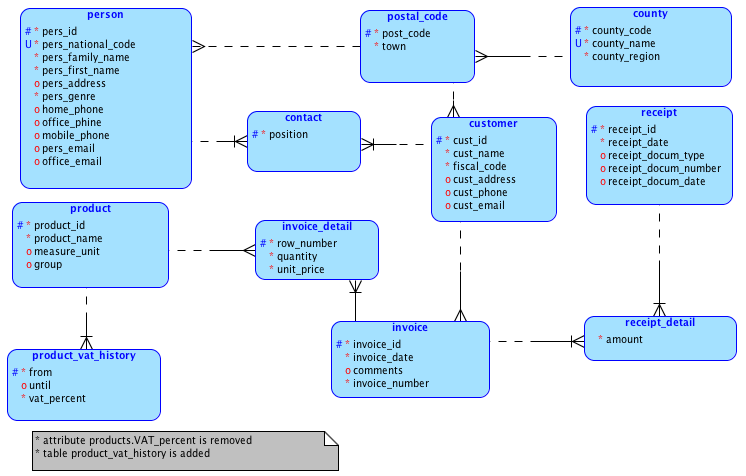 person
# * pers_id
U * pers_national_code
* pers_family_name
* pers_first_name
o pers_address
* pers_genre
o home_phone
o office_phine
o mobile_phone
o pers_email
o office_email
postal_code
# * post_code
* town
county
# * county_code
U * county_name
* county_region
contact
# * position
customer
# * cust_id
* cust_name
* fiscal_code
o cust_address
o cust_phone
o cust_email
receipt
# * receipt_id
* receipt_date
o receipt_docum_type
o receipt_docum_number
o receipt_docum_date
product
# * product_id
* product_name
o measure_unit
o group
invoice_detail
# * row_number
* quantity
* unit_price
invoice
# * invoice_id
* invoice_date
o comments
* invoice_number
receipt_detail
* amount
product_vat_history
# * from
o until
* vat_percent
* attribute products.VAT_percent is removed
* table product_vat_history is added